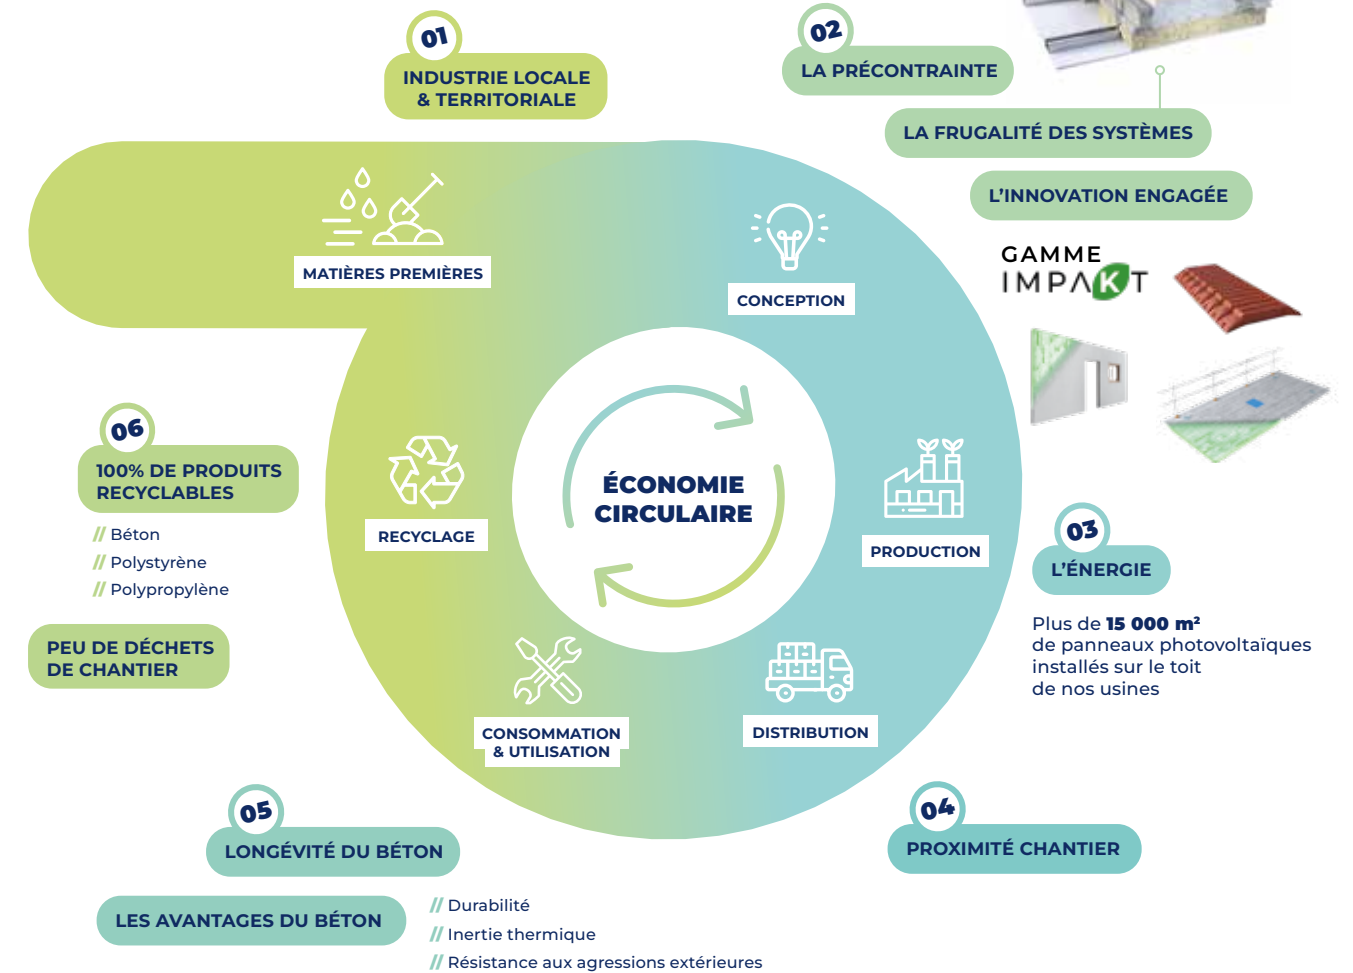 01
INDUSTRIE LOCALE
& TERRITORIALE
02
LA PRÉCONTRAINTE
LA FRUGALITÉ DES SYSTÈMES
L'INNOVATION ENGAGÉE
GAMME
IMPAKT
MATIÈRES PREMIÈRES
CONCEPTION
ÉCONOMIE
CIRCULAIRE
PRODUCTION
03
L'ÉNERGIE
Plus de 15 000 m²
de panneaux photovoltaïques
installés sur le toit
de nos usines
DISTRIBUTION
04
PROXIMITÉ CHANTIER
CONSOMMATION
& UTILISATION
05
LONGÉVITÉ DU BÉTON
LES AVANTAGES DU BÉTON
// Durabilité
// Inertie thermique
// Résistance aux agressions extérieures
RECYCLAGE
06
100% DE PRODUITS
RECYCLABLES
// Béton
// Polystyrène
// Polypropylène
PEU DE DÉCHETS
DE CHANTIER